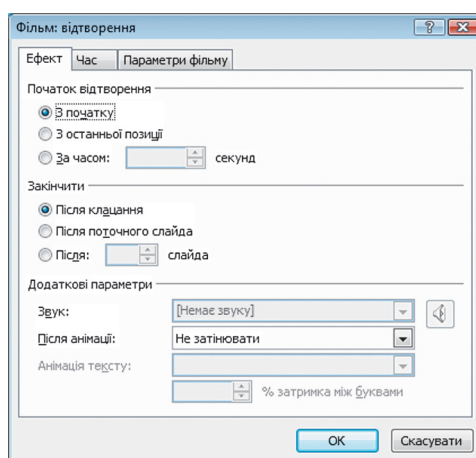 Фільм: відтворення
Ефект Час Параметри фільму
Початок відтворення
З початку
З останньої позиції
За часом: секунд
Закінчити
Після клацання
Після поточного слайда
Після: слайда
Додаткові параметри
Звук: [Немає звуку]
Після анімації: Не затінювати
Анімація тексту:
% затримка між буквами
ОК Скасувати